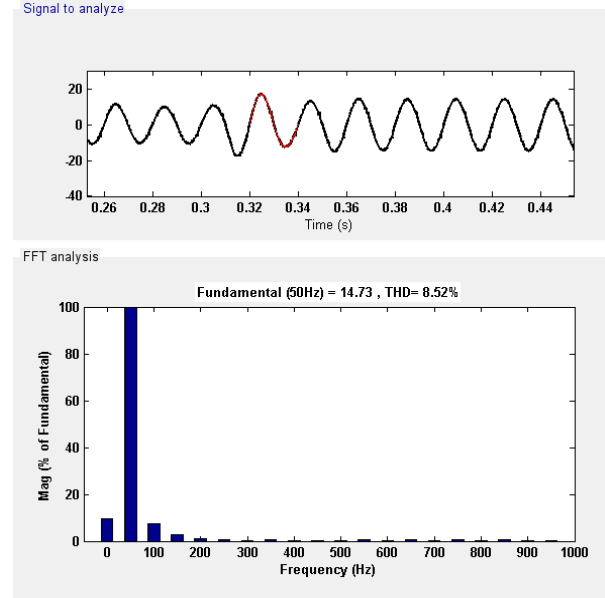 Signal to analyze
20
0
-20
-40
0.26 0.28 0.3 0.32 0.34 0.36 0.38 0.4 0.42 0.44
Time (s)
FFT analysis
Fundamental (50Hz) = 14.73 , THD= 8.52%
100
80
60
40
20
0
Mag (% of Fundamental)
0 100 200 300 400 500 600 700 800 900 1000
Frequency (Hz)